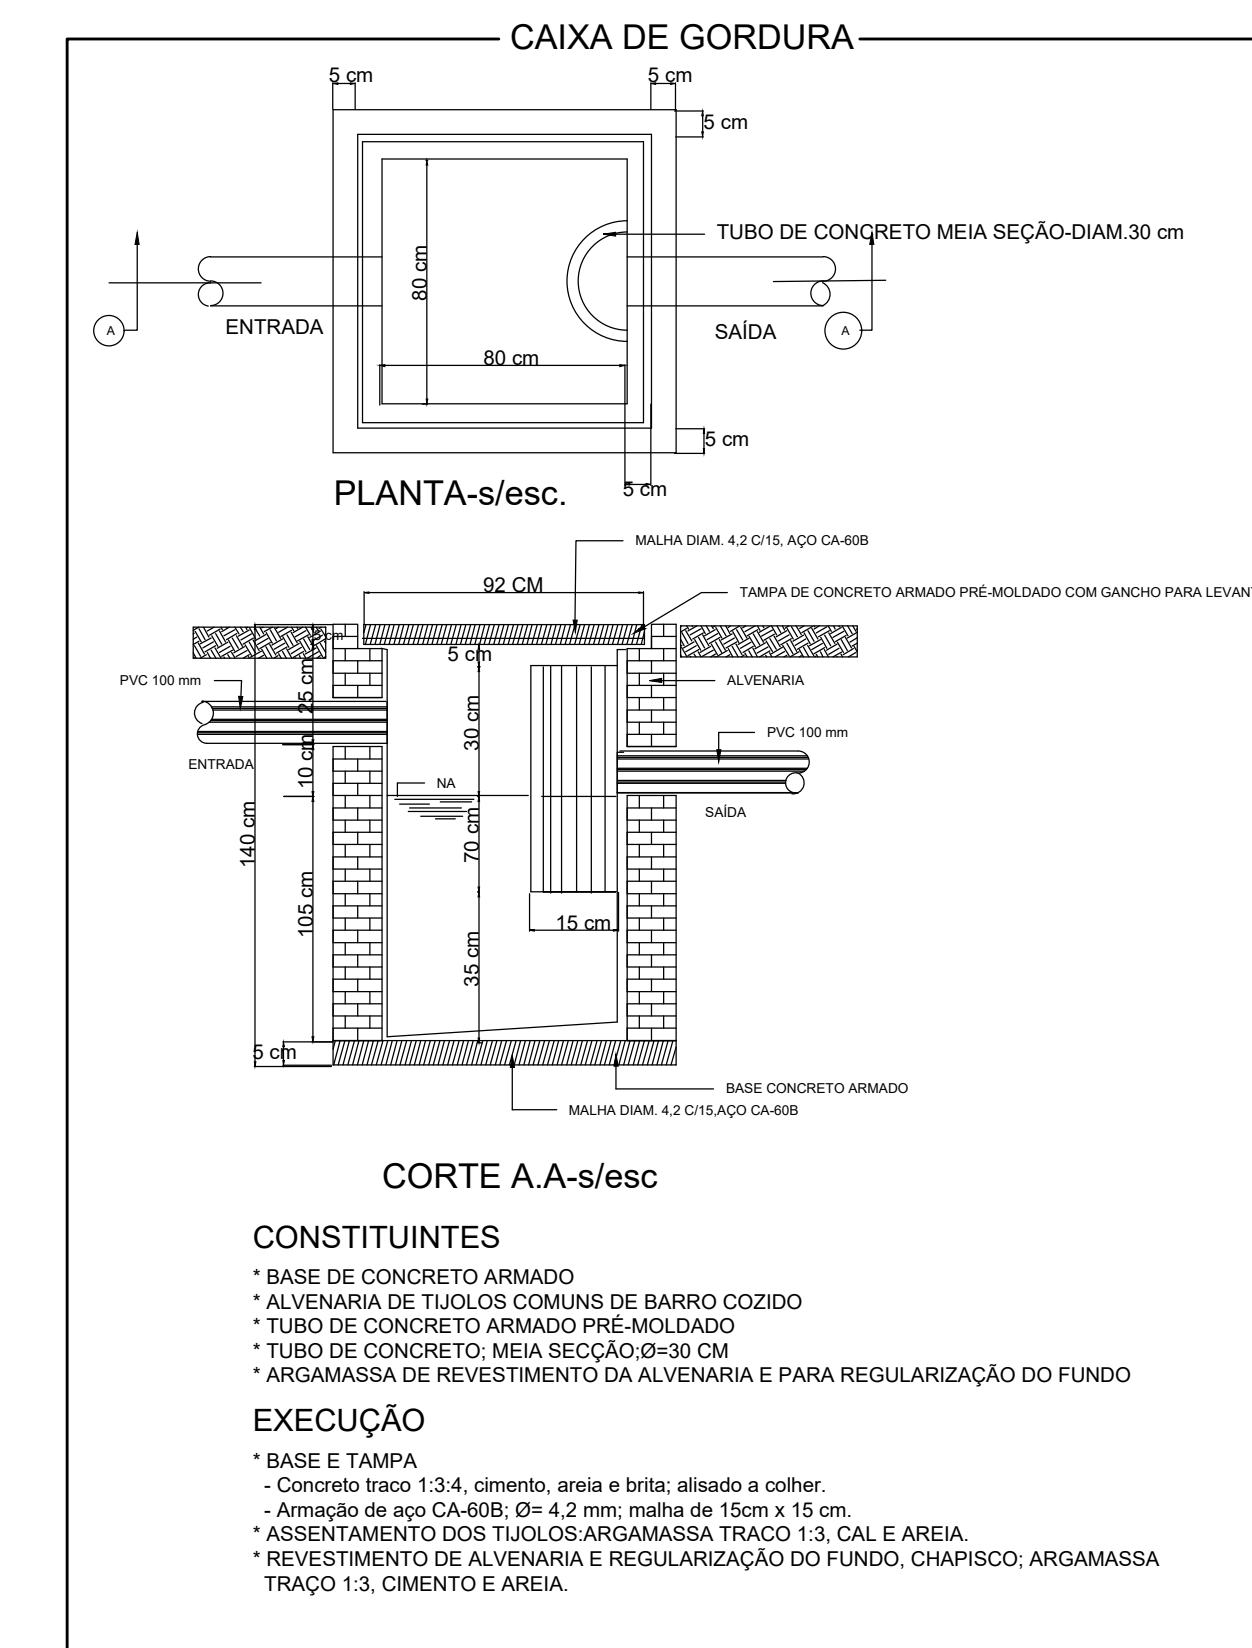 CAIXA DE GORDURA
5 cm
5 cm
5 cm
TUBO DE CONCRETO MEIA SEÇÃO-DIAM.30 cm
80 cm
ENTRADA
SAÍDA
A
A
80 cm
5 cm
5 cm
PLANTA-s/esc.
MALHA DIAM. 4,2 C/15, AÇO CA-60B
92 CM
TAMPA DE CONCRETO ARMADO PRÉ-MOLDADO COM GANCHO PARA
5 cm
5 cm
PVC 100 mm
25 cm
ALVENARIA
30 cm
PVC 100 mm
ENTRADA
10 cm
NA
SAÍDA
140 cm
70 cm
105 cm
15 cm
35 cm
5 cm
BASE CONCRETO ARMADO
MALHA DIAM. 4,2 C/15,AÇO CA-60B
CORTE A.A-s/esc
CONSTITUINTES
* BASE DE CONCRETO ARMADO
* ALVENARIA DE TIJOLOS COMUNS DE BARRO COZIDO
* TUBO DE CONCRETO ARMADO PRÉ-MOLDADO
* TUBO DE CONCRETO; MEIA SECÇÃO;Ø=30 CM
* ARGAMASSA DE REVESTIMENTO DA ALVENARIA E PARA REGULARIZAÇÃO DO FUNDO
EXECUÇÃO
* BASE E TAMPA
- Concreto traco 1:3:4, cimento, areia e brita; alisado a colher.
- Armação de aço CA-60B; Ø= 4,2 mm; malha de 15cm x 15 cm.
* ASSENTAMENTO DOS TIJOLOS:ARGAMASSA TRACO 1:3, CAL E AREIA.
* REVESTIMENTO DE ALVENARIA E REGULARIZAÇÃO DO FUNDO, CHAPISCO; ARGAMASSA
TRAÇO 1:3, CIMENTO E AREIA.